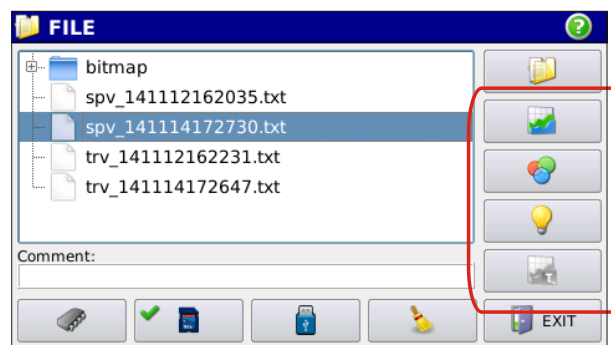 FILE
bitmap
spv_141112162035.txt
spv_141114172730.txt
trv_141112162231.txt
trv_141114172647.txt
Comment:
EXIT